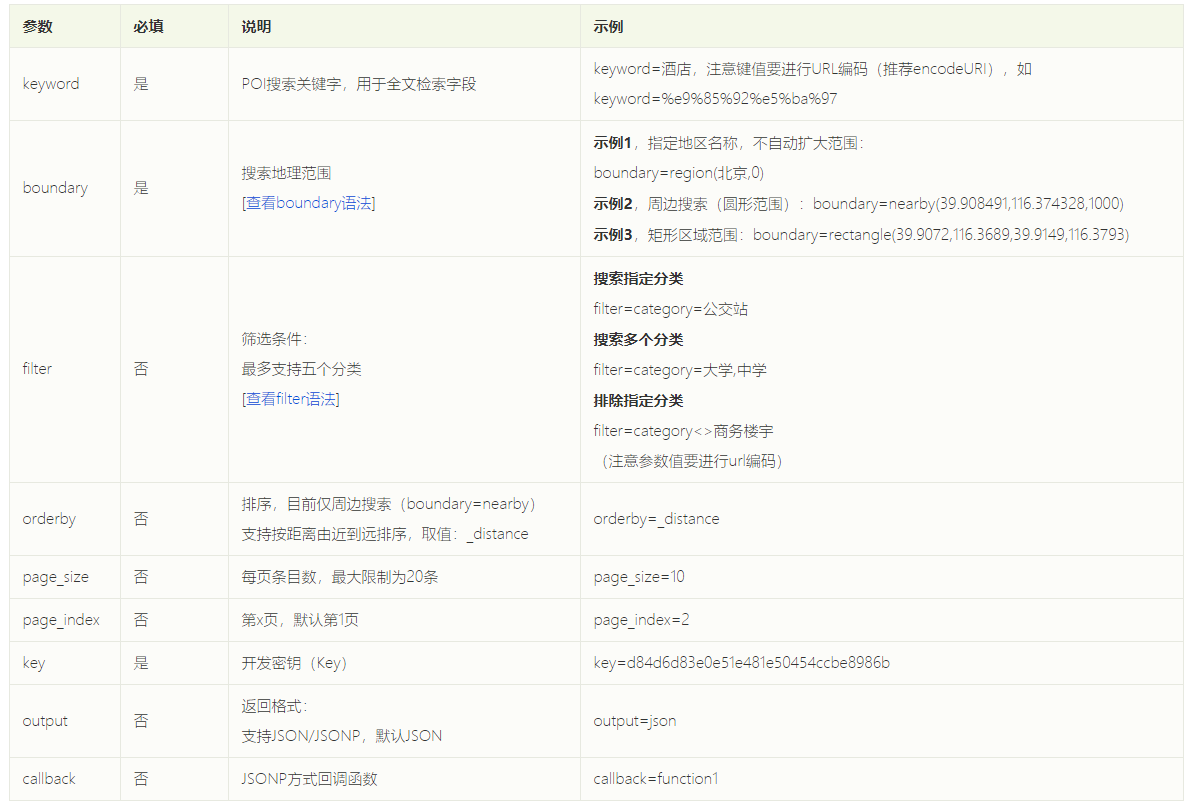 参数 必填 说明 示例
keyword 是 POI搜索关键字，用于全文检索字段 keyword=酒店，注意键值要进行URL编码（推荐encodeURI），如
keyword=%e9%85%92%e5%ba%97
boundary 是 搜索地理范围
[查看boundary语法]
示例1，指定地区名称，不自动扩大范围：
boundary=region(北京,0)
示例2，周边搜索（圆形范围）：boundary=nearby(39.908491,116.374328,1000)
示例3，矩形区域范围：boundary=rectangle(39.9072,116.3689,39.9149,116.3793)
filter 否 筛选条件：
最多支持五个分类
[查看filter语法]
搜索指定分类
filter=category=公交站
搜索多个分类
filter=category=大学,中学
排除指定分类
filter=category<>商务楼宇
（注意参数值要进行url编码）
orderby 否 排序，目前仅周边搜索（boundary=nearby）
支持按距离由近到远排序，取值：_distance
orderby=_distance
page_size 否 每页条目数，最大限制为20条 page_size=10
page_index 否 第x页，默认第1页 page_index=2
key 是 开发密钥（Key） key=d84d6d83e0e51e481e50454ccbe8986b
output 否 返回格式：
支持JSON/JSONP，默认JSON
output=json
callback 否 JSONP方式回调函数 callback=function1